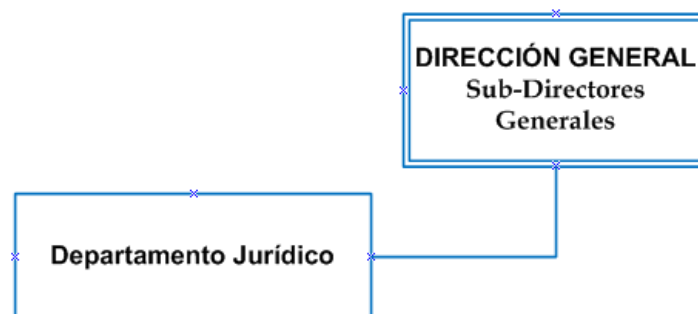 DIRECCIÓN GENERAL
Sub-Directores
Generales
Departamento Jurídico